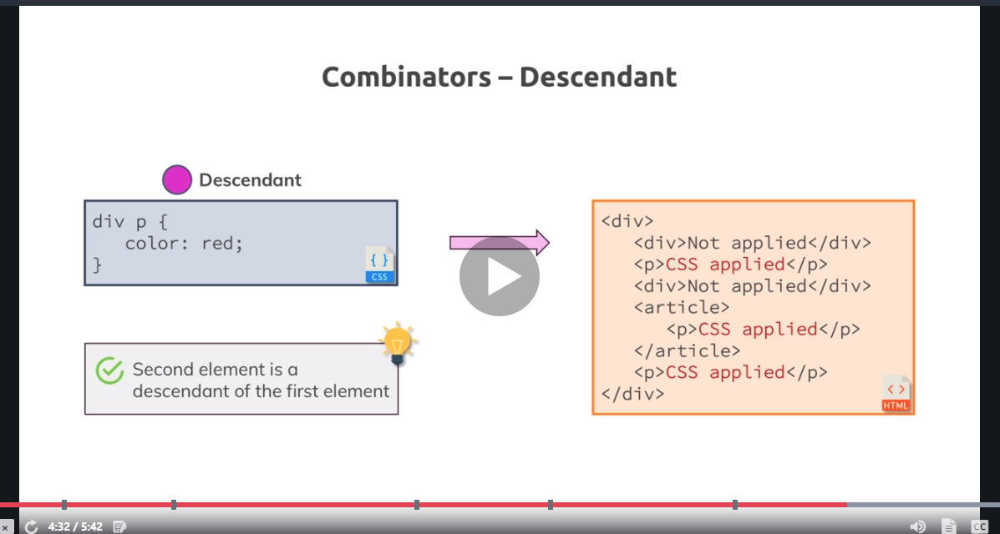 Combinators – Descendant
Descendant
div p {
   color: red;
}
{ }
CSS
Second element is a
descendant of the first element
<div>
   <div>Not applied</div>
   <p>CSS applied</p>
   <div>Not applied</div>
   <article>
      <p>CSS applied</p>
   </article>
   <p>CSS applied</p>
</div>
< >
HTML
x
4:32 / 5:42
CC